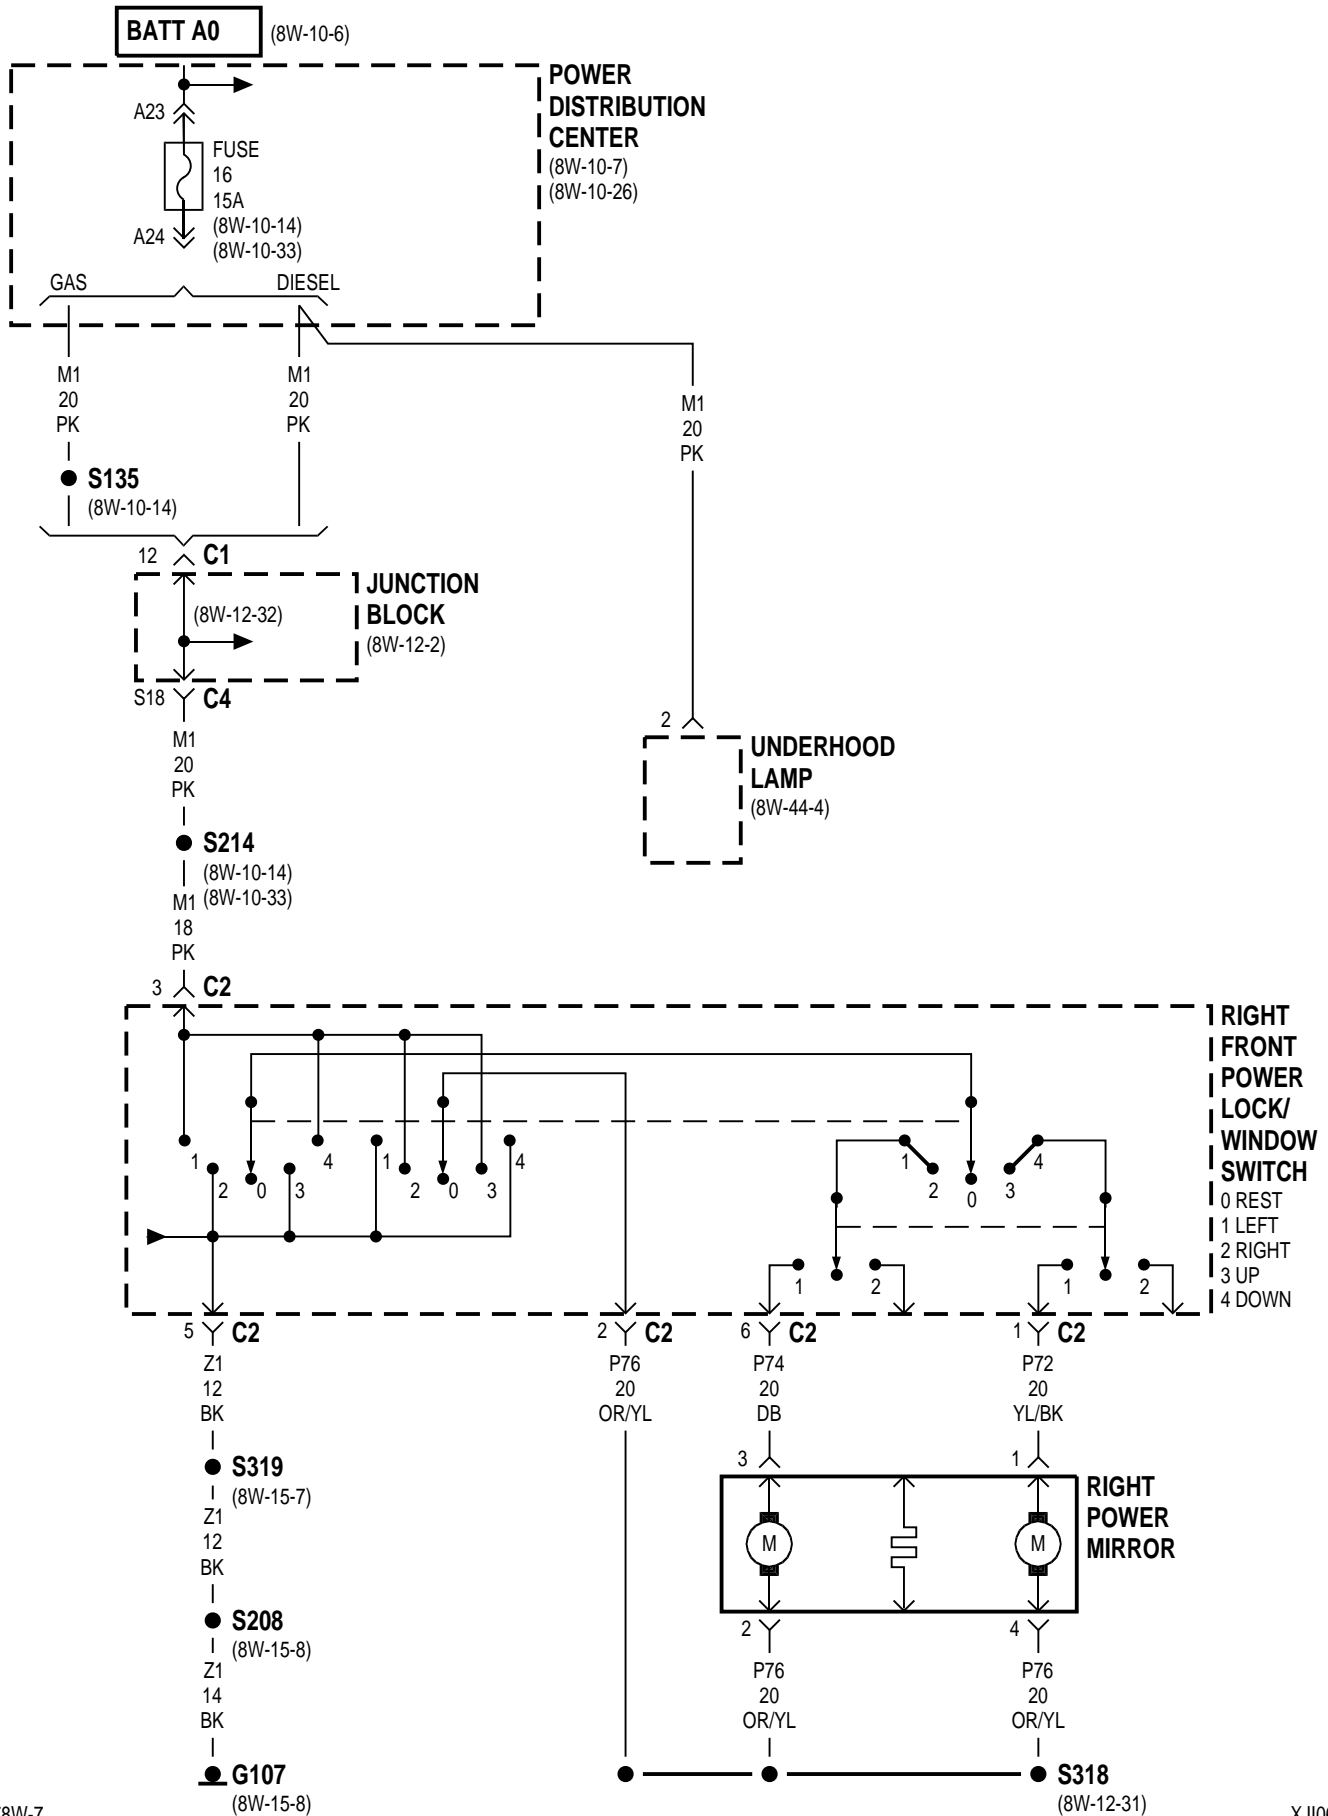 BATT A0 (8W-10-6)
POWER
DISTRIBUTION
CENTER
(8W-10-7)
(8W-10-26)
A23
FUSE
16
15A
(8W-10-14)
(8W-10-33)
A24
GAS DIESEL
M1
20
PK
M1
20
PK
M1
20
PK
S135
(8W-10-14)
12 C1
JUNCTION
BLOCK
(8W-12-2)
(8W-12-32)
S18 C4
M1
20
PK
2
UNDERHOOD
LAMP
(8W-44-4)
S214
(8W-10-14)
(8W-10-33)
M1
18
PK
3 C2
RIGHT
FRONT
POWER
LOCK/
WINDOW
SWITCH
0 REST
1 LEFT
2 RIGHT
3 UP
4 DOWN
1 2 0 3 4 1 2 0 3 4
1 2 0 3 4
1 2 1 2
5 C2 2 C2 6 C2 1 C2
Z1
12
BK
P76
20
OR/YL
P74
20
DB
P72
20
YL/BK
S319
(8W-15-7)
3 1
Z1
12
BK
RIGHT
POWER
MIRROR
M M
S208
(8W-15-8)
2 4
Z1
14
BK
P76
20
OR/YL
P76
20
OR/YL
G107
(8W-15-8)
S318
(8W-12-31)